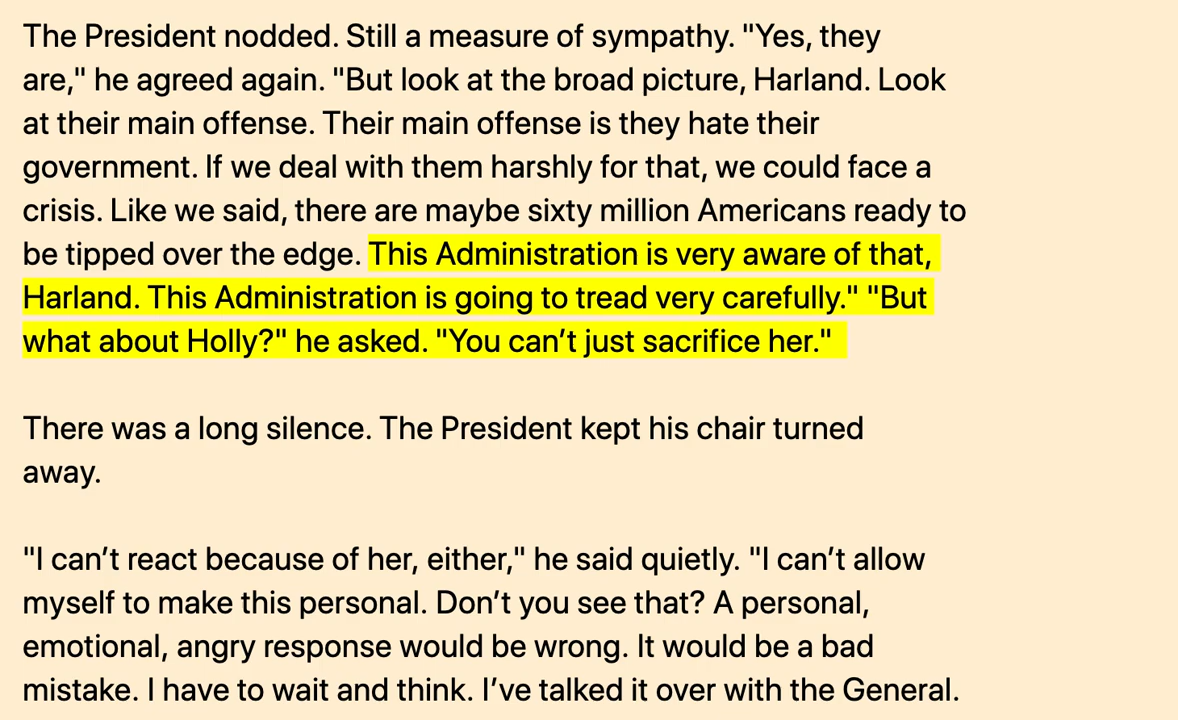 The President nodded. Still a measure of sympathy. "Yes, they
are," he agreed again. "But look at the broad picture, Harland. Look
at their main offense. Their main offense is they hate their
government. If we deal with them harshly for that, we could face a
crisis. Like we said, there are maybe sixty million Americans ready to
be tipped over the edge. This Administration is very aware of that,
Harland. This Administration is going to tread very carefully." "But
what about Holly?" he asked. "You can’t just sacrifice her."
There was a long silence. The President kept his chair turned
away.
"I can’t react because of her, either," he said quietly. "I can’t allow
myself to make this personal. Don’t you see that? A personal,
emotional, angry response would be wrong. It would be a bad
mistake. I have to wait and think. I’ve talked it over with the General.